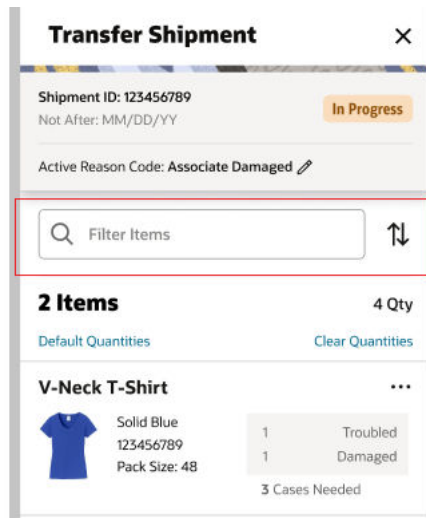 Transfer Shipment
Shipment ID: 123456789
In Progress
Not After: MM/DD/YY
Active Reason Code: Associate Damaged
Filter Items
2 Items
4 Qty
Default Quantities
Clear Quantities
V-Neck T-Shirt
Solid Blue
123456789
Pack Size: 48
1 Troubled
1 Damaged
3 Cases Needed